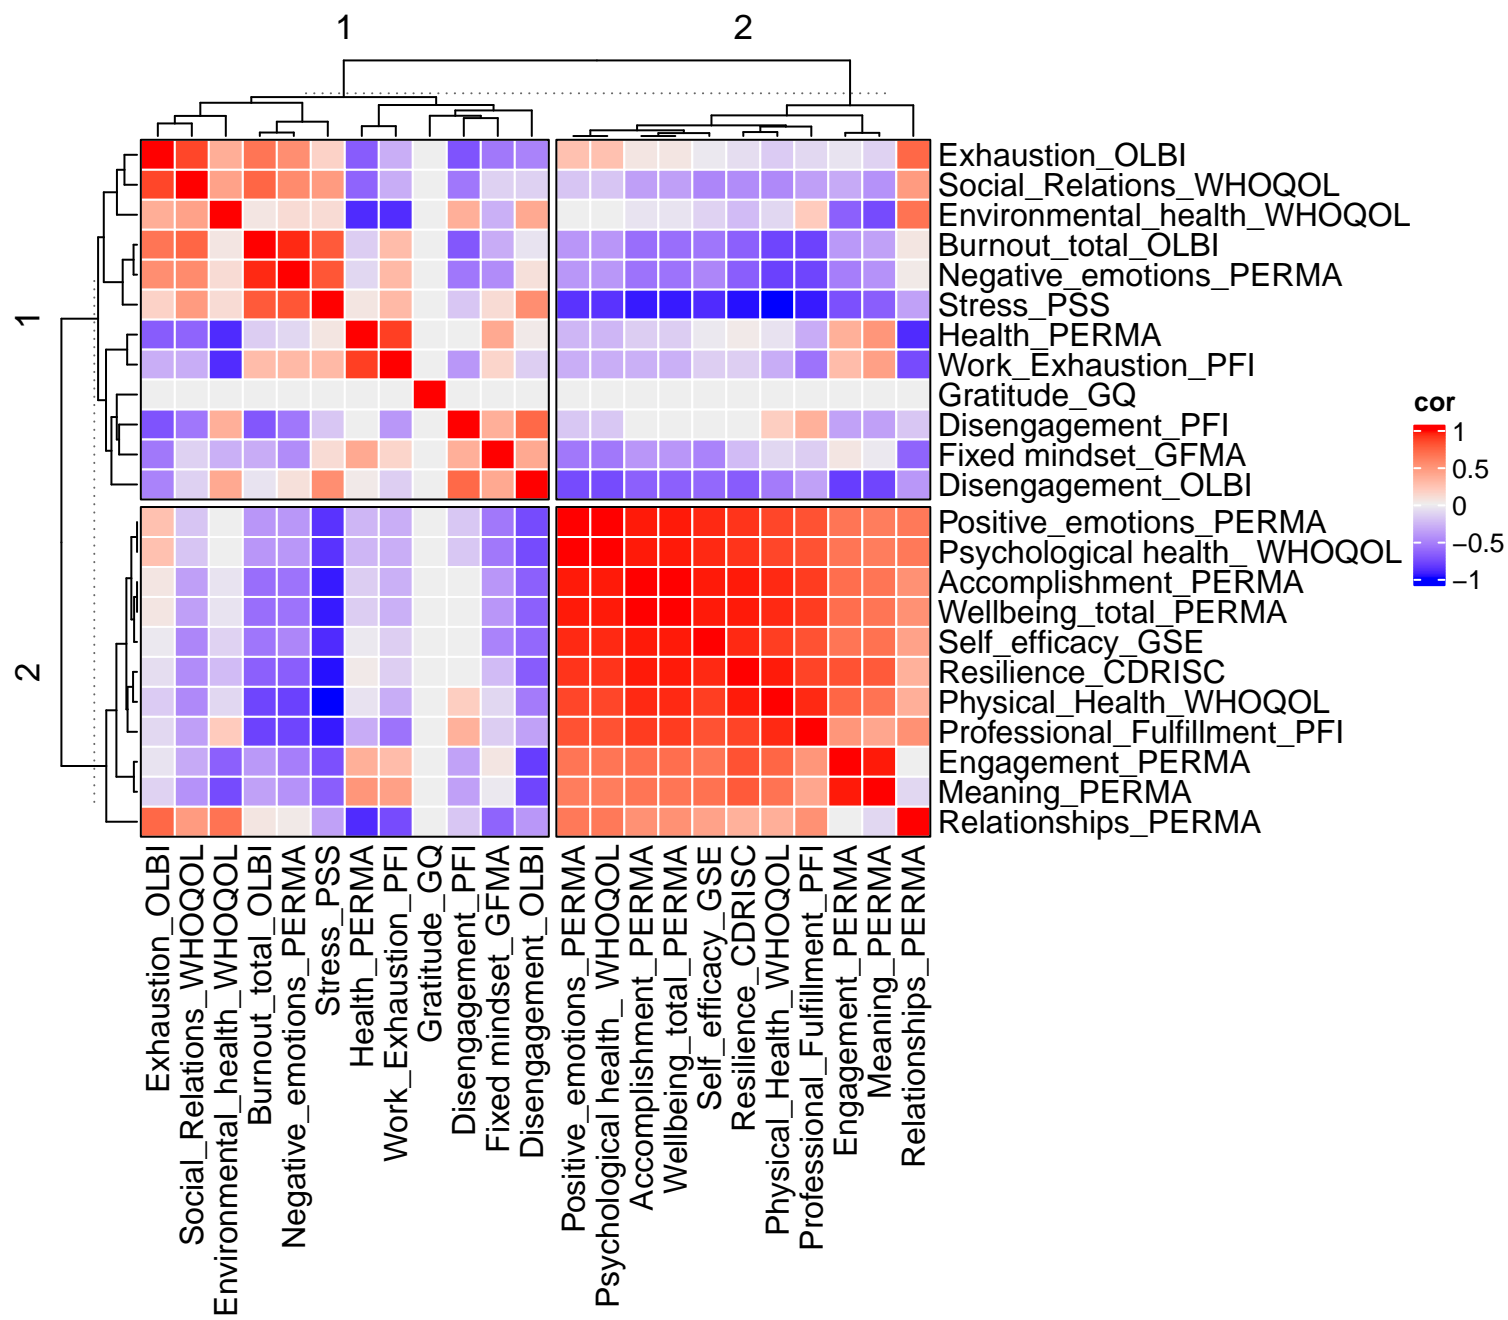 1
2
1
2
Exhaustion_OLBI
Social_Relations_WHOQOL
Environmental_health_WHOQOL
Burnout_total_OLBI
Negative_emotions_PERMA
Stress_PSS
Health_PERMA
Work_Exhaustion_PFI
Gratitude_GQ
Disengagement_PFI
Fixed mindset_GFMA
Disengagement_OLBI
Positive_emotions_PERMA
Psychological health_ WHOQOL
Accomplishment_PERMA
Wellbeing_total_PERMA
Self_efficacy_GSE
Resilience_CDRISC
Physical_Health_WHOQOL
Professional_Fulfillment_PFI
Engagement_PERMA
Meaning_PERMA
Relationships_PERMA
cor
1
0.5
0
−0.5
−1
Exhaustion_OLBI
Social_Relations_WHOQOL
Environmental_health_WHOQOL
Burnout_total_OLBI
Negative_emotions_PERMA
Stress_PSS
Health_PERMA
Work_Exhaustion_PFI
Gratitude_GQ
Disengagement_PFI
Fixed mindset_GFMA
Disengagement_OLBI
Positive_emotions_PERMA
Psychological health_ WHOQOL
Accomplishment_PERMA
Wellbeing_total_PERMA
Self_efficacy_GSE
Resilience_CDRISC
Physical_Health_WHOQOL
Professional_Fulfillment_PFI
Engagement_PERMA
Meaning_PERMA
Relationships_PERMA